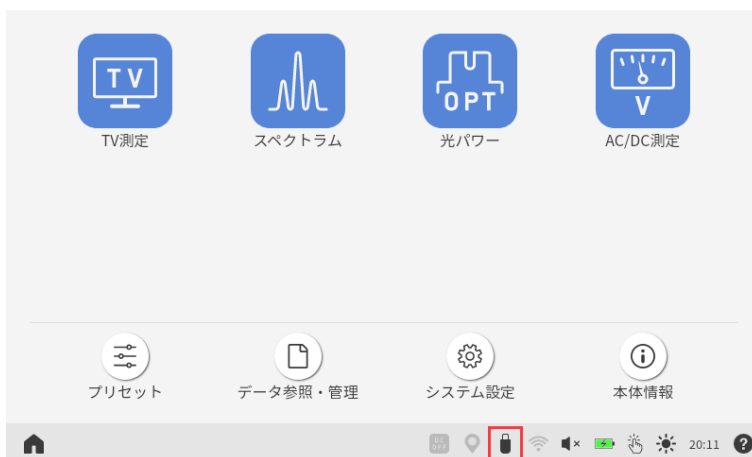 TV
TV測定
スペクトラム
OPT
光パワー
V
AC/DC測定
プリセット
データ参照・管理
システム設定
本体情報
DC
OFF
20:11
?